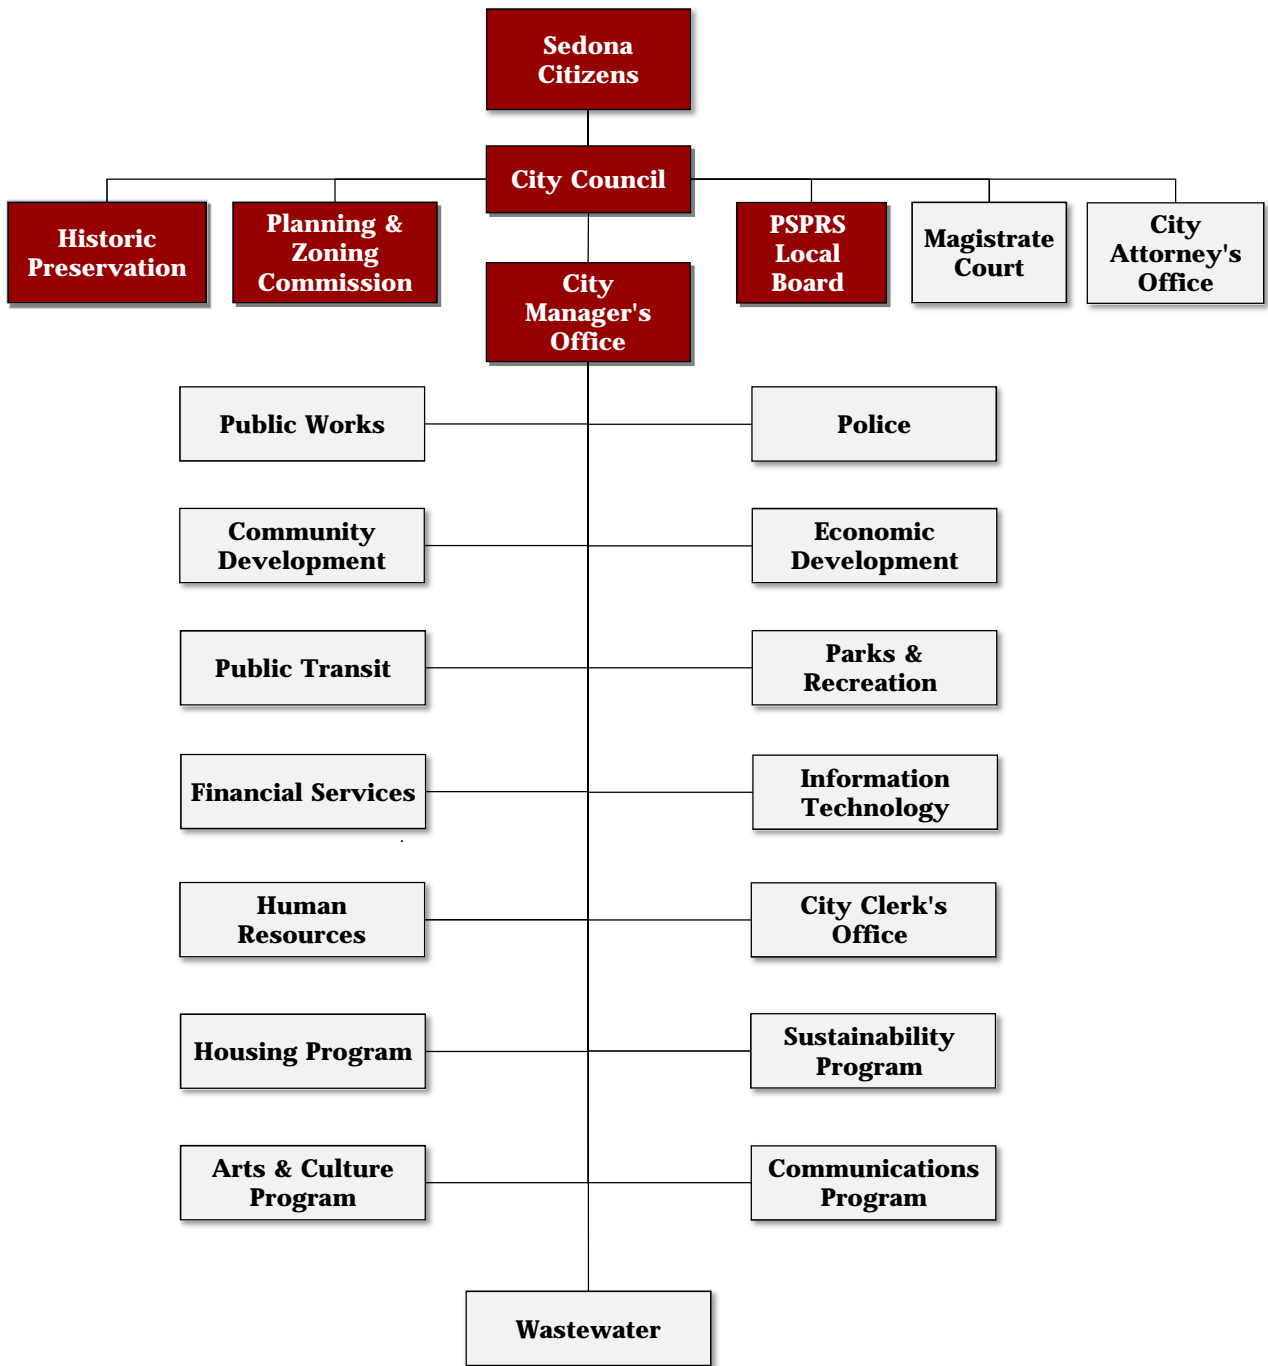 Sedona
Citizens
City Council
Historic
Preservation
Planning &
Zoning
Commission
PSPRS
Local
Board
Magistrate
Court
City
Attorney's
Office
City
Manager's
Office
Public Works
Police
Community
Development
Economic
Development
Public Transit
Parks &
Recreation
Financial Services
Information
Technology
.
Human
Resources
City Clerk's
Office
Housing Program
Sustainability
Program
Arts & Culture
Program
Communications
Program
Wastewater